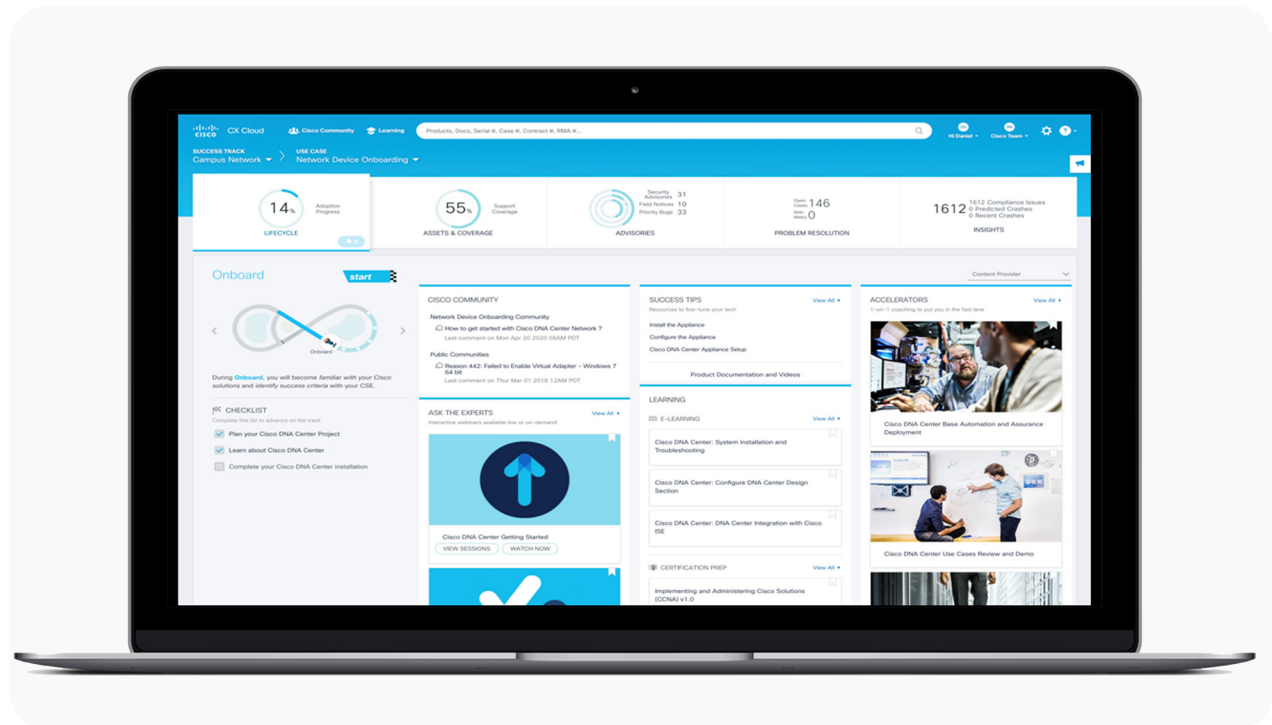 CISCO
CX Cloud
Cisco Community
Learning
Products, Docs, Serial #, Case #, Contract #, RMA #...
Hi Daniel
Cisco Team
?
SUCCESS TRACK
Campus Network
USE CASE
Network Device Onboarding
14%
Adoption
Progress
LIFECYCLE
55%
Support
Coverage
ASSETS & COVERAGE
Security
Advisories 31
Field Notices 10
Priority Bugs 33
ADVISORIES
Open
Cases 146
0
PROBLEM RESOLUTION
1612
1612 Compliance Issues
0 Predicted Crashes
0 Recent Crashes
INSIGHTS
Onboard
start
Content Provider
Onboard
During Onboard, you will become familiar with your Cisco
solutions and identify success criteria with your CSE.
CHECKLIST
Complete this list to advance on the track
Plan your Cisco DNA Center Project
Learn about Cisco DNA Center
Complete your Cisco DNA Center Installation
CISCO COMMUNITY
Network Device Onboarding Community
How to get started with Cisco DNA Center Network ?
Last comment on Mon Apr 20 2020 08AM PDT
Public Communities
Reason 442: Failed to Enable Virtual Adapter - Windows 7
64 bit
Last comment on Thur Mar 01 2018 12AM PDT
ASK THE EXPERTS
View All
Interactive webinars available live or on-demand
Cisco DNA Center Getting Started
VIEW SESSIONS
WATCH NOW
SUCCESS TIPS
View All
Resources to fine-tune your tech
Install the Appliance
Configure the Appliance
Cisco DNA Center Appliance Setup
Product Documentation and Videos
LEARNING
E-LEARNING
View All
Cisco DNA Center: System Installation and
Troubleshooting
Cisco DNA Center: Configure DNA Center Design
Section
Cisco DNA Center: DNA Center Integration with Cisco
ISE
CERTIFICATION PREP
View All
Implementing and Administering Cisco Solutions
(CCNA) v1.0
ACCELERATORS
View All
1-on-1 coaching to put you in the fast lane
Cisco DNA Center Base Automation and Assurance
Deployment
Cisco DNA Center Use Cases Review and Demo